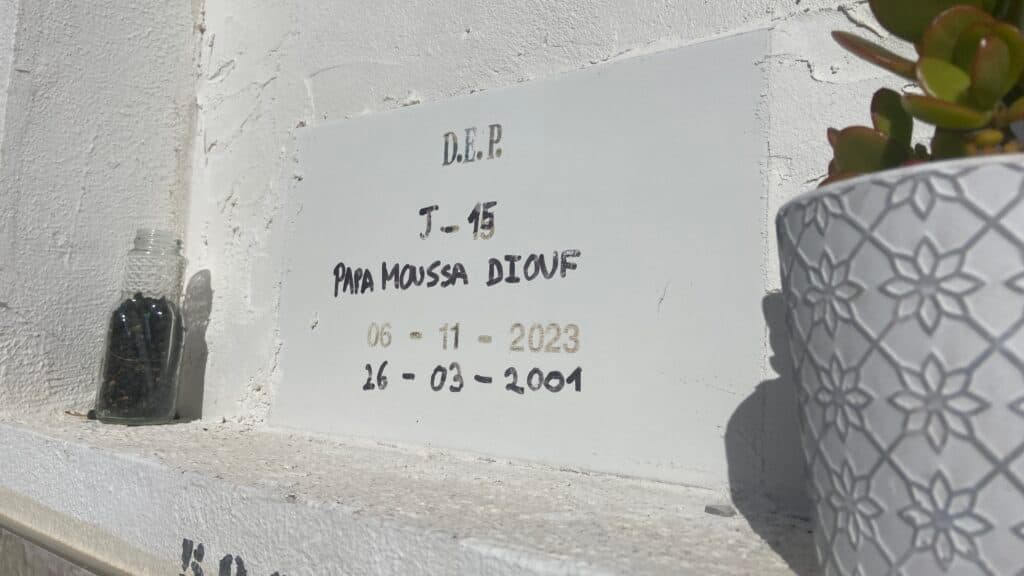 D.E.P.
J-15
PAPA MOUSSA DIOUF
06 - 11 - 2023
26 - 03 - 2001